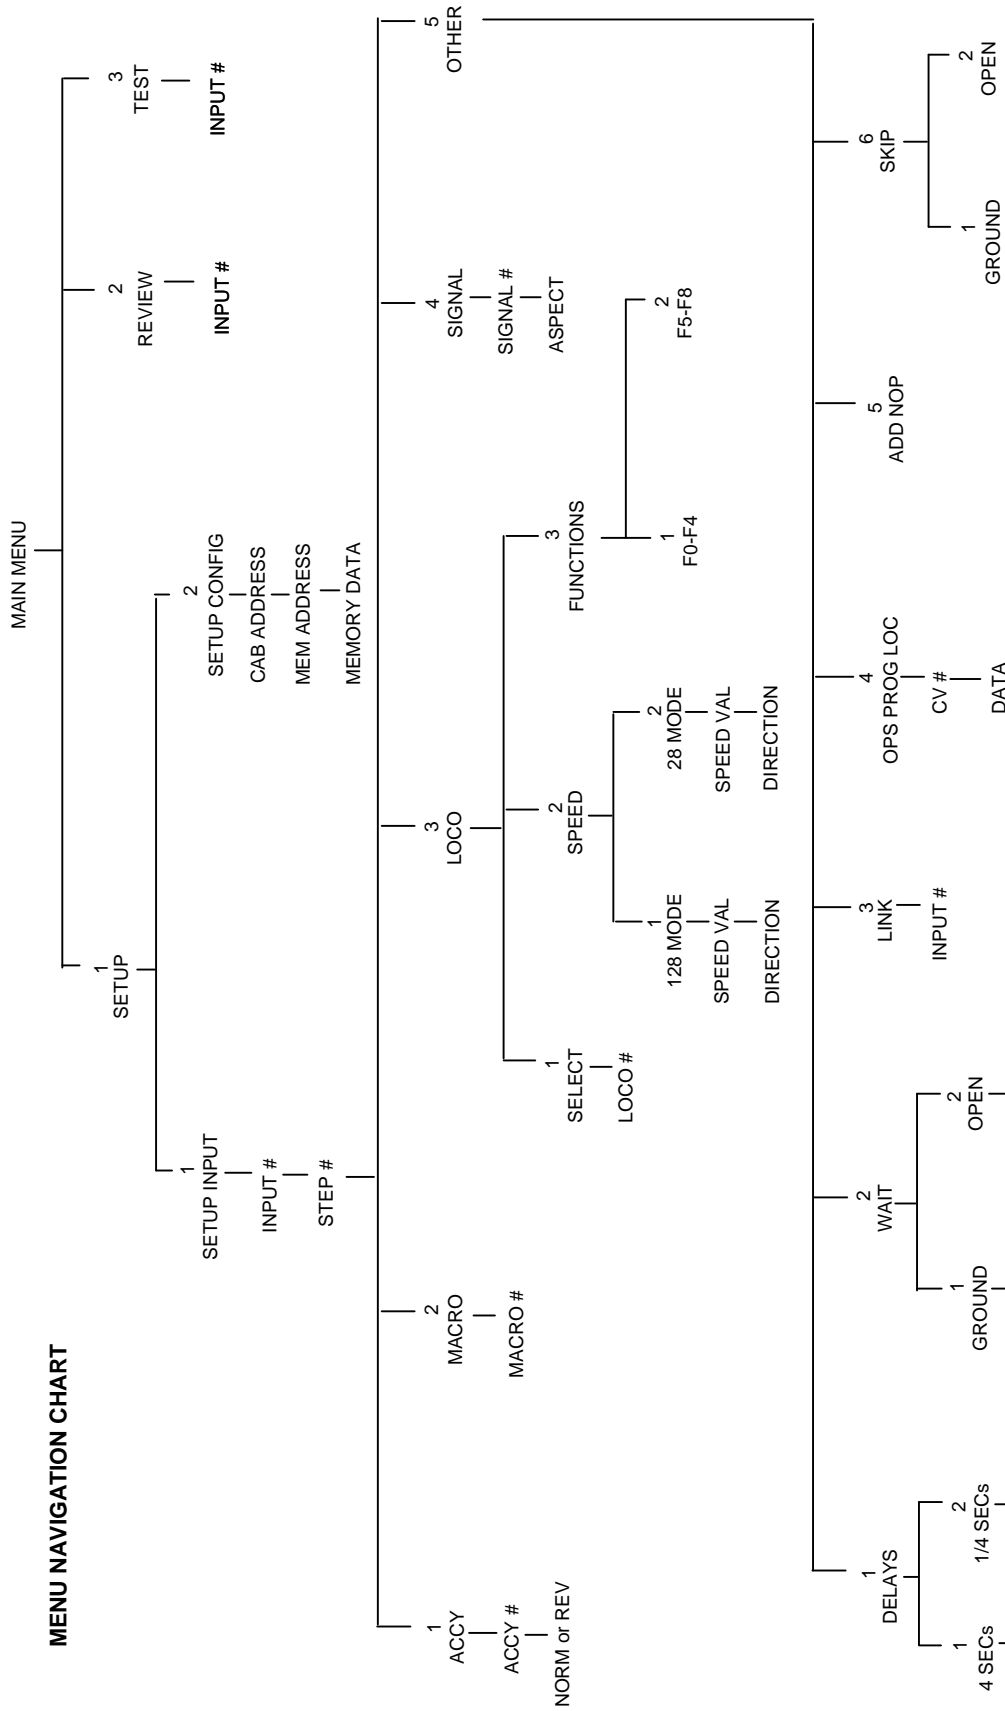 MENU NAVIGATION CHART
MAIN MENU
1
SETUP
2
REVIEW
INPUT #
3
TEST
INPUT #
1
SETUP INPUT
INPUT #
STEP #
2
SETUP CONFIG
CAB ADDRESS
MEM ADDRESS
MEMORY DATA
1
ACCY
ACCY #
NORM or REV
2
MACRO
MACRO #
3
LOCO
4
SIGNAL
SIGNAL #
ASPECT
5
OTHER
1
SELECT
LOCO #
2
SPEED
3
FUNCTIONS
1
128 MODE
SPEED VAL
DIRECTION
2
28 MODE
SPEED VAL
DIRECTION
1
F0-F4
2
F5-F8
1
DELAYS
1
4 SECs
2
1/4 SECs
2
WAIT
1
GROUND
2
OPEN
3
LINK
INPUT #
4
OPS PROG LOC
CV #
DATA
5
ADD NOP
6
SKIP
1
GROUND
2
OPEN